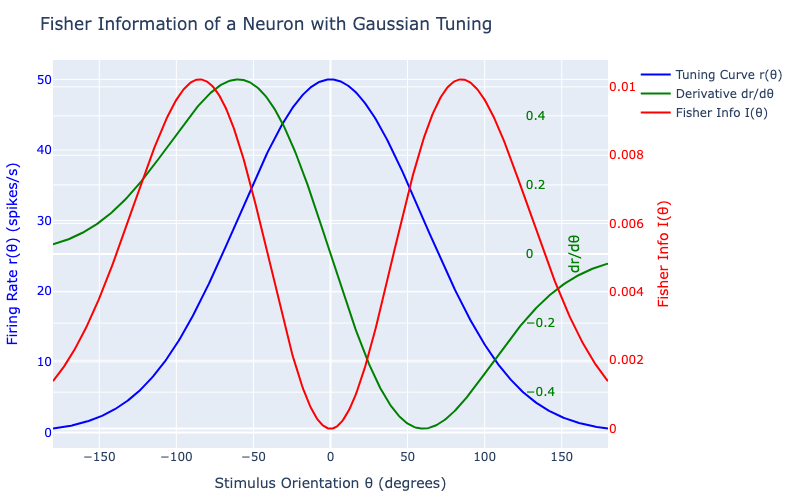 Fisher Information of a Neuron with Gaussian Tuning
Tuning Curve r(θ)
Derivative dr/dθ
Fisher Info I(θ)
Firing Rate r(θ) (spikes/s)
50
40
30
20
10
0
0.4
0.2
0
−0.2
−0.4
dr/dθ
0.01
0.008
0.006
0.004
0.002
0
Fisher Info I(θ)
−150 −100 −50 0 50 100 150
Stimulus Orientation θ (degrees)